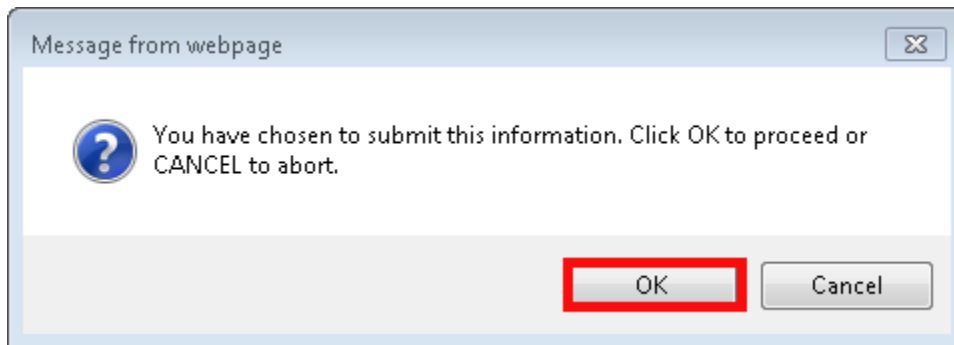 Message from webpage
You have chosen to submit this information. Click OK to proceed or
CANCEL to abort.
OK
Cancel